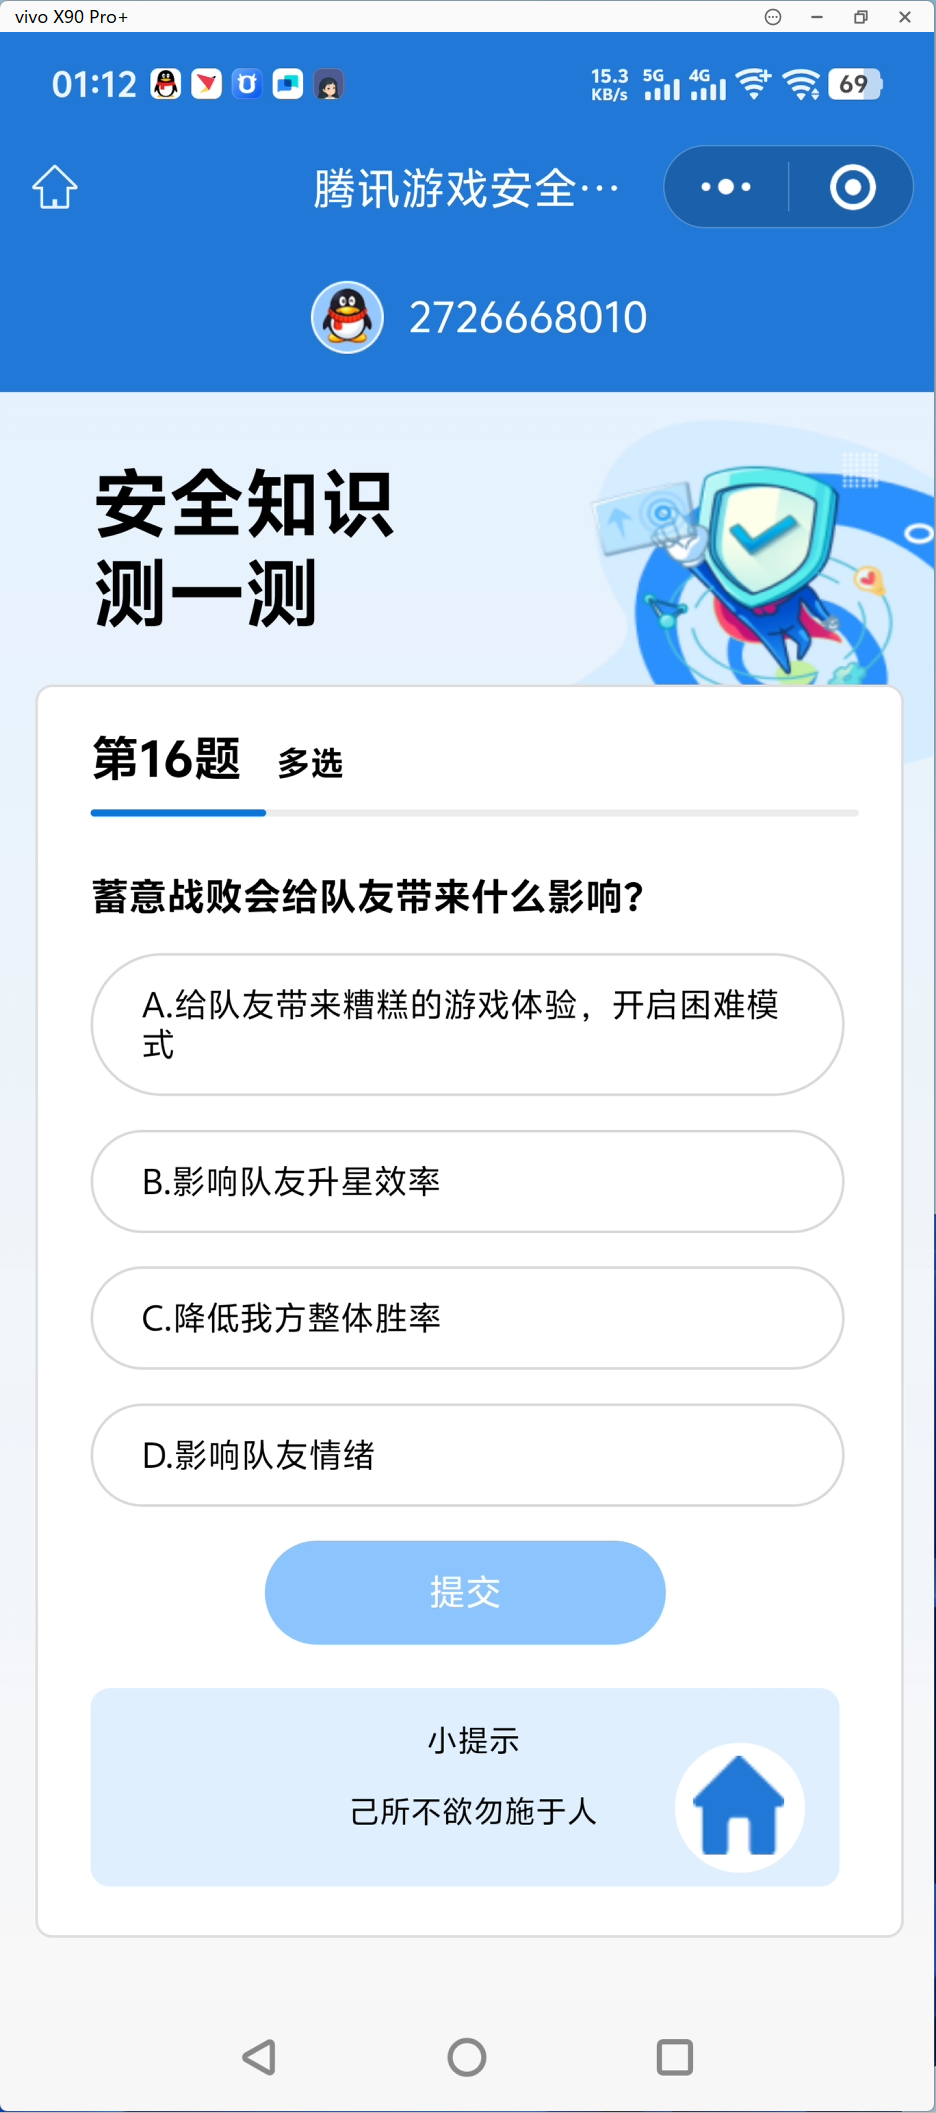 vivo X90 Pro+
01:12
15.3 KB/s 5G 4G 69
腾讯游戏安全···
2726668010
安全知识
测一测
第16题 多选
蓄意战败会给队友带来什么影响？
A.给队友带来糟糕的游戏体验，开启困难模
式
B.影响队友升星效率
C.降低我方整体胜率
D.影响队友情绪
提交
小提示
己所不欲勿施于人